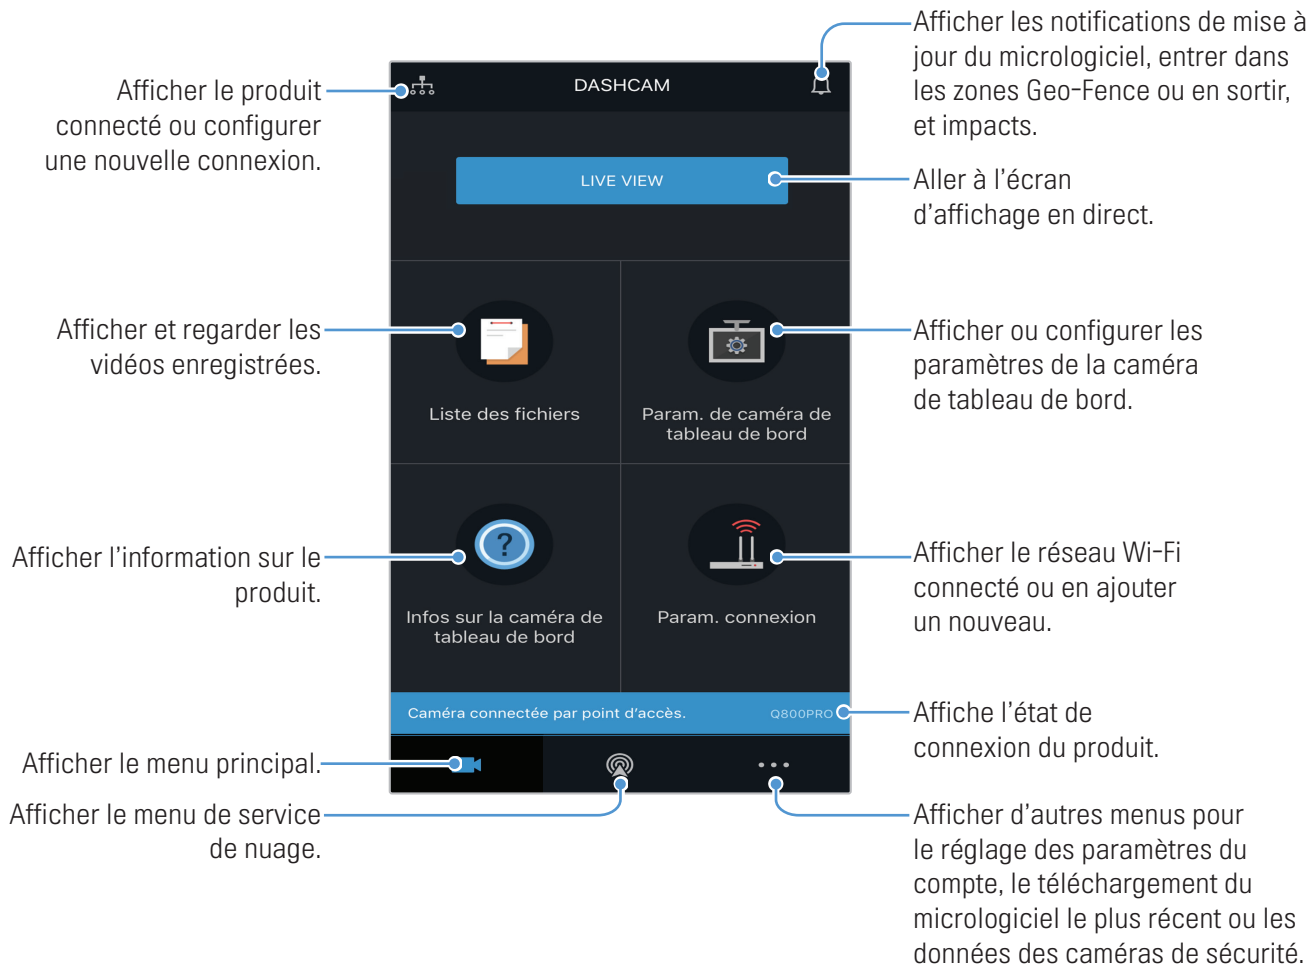 Afficher les notifications de mise à
jour du micrologiciel, entrer dans
les zones Geo-Fence ou en sortir,
et impacts.
Afficher le produit
connecté ou configurer
une nouvelle connexion.
DASHCAM
LIVE VIEW
Aller à l'écran
d'affichage en direct.
Afficher et regarder les
vidéos enregistrées.
Liste des fichiers
Param. de caméra de
tableau de bord
Afficher ou configurer les
paramètres de la caméra
de tableau de bord.
Afficher l'information sur le
produit.
?
Infos sur la caméra de
tableau de bord
Param. connexion
Afficher le réseau Wi-Fi
connecté ou en ajouter
un nouveau.
Caméra connectée par point d'accès.
Q800PRO
Affiche l'état de
connexion du produit.
Afficher le menu principal.
Afficher le menu de service
de nuage.
Afficher d'autres menus pour
le réglage des paramètres du
compte, le téléchargement du
micrologiciel le plus récent ou les
données des caméras de sécurité.